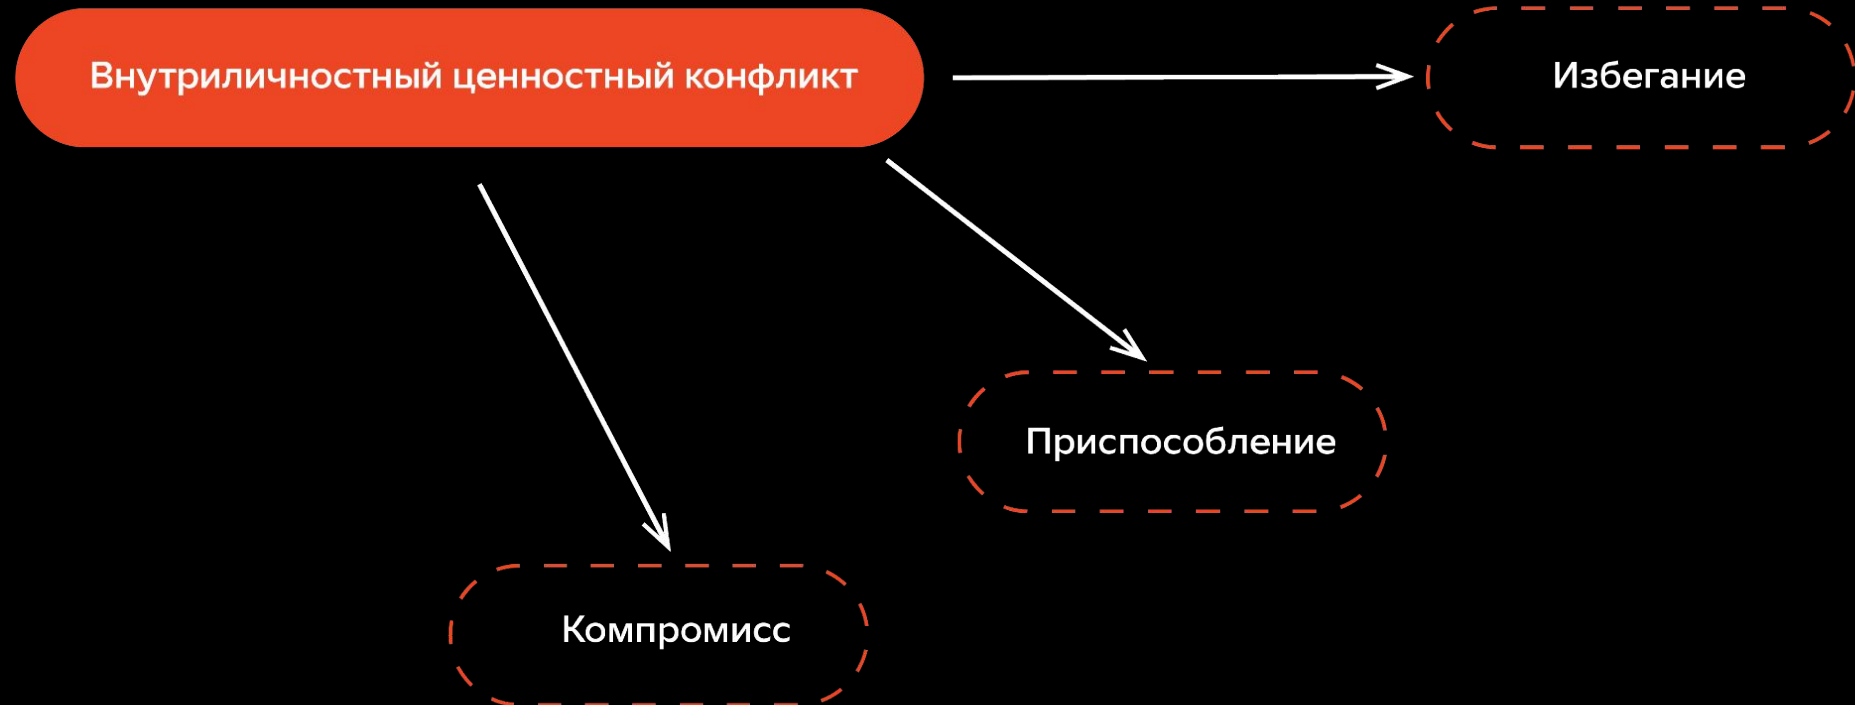 Внутриличностный ценностный конфликт
Избегание
Приспособление
Компромисс